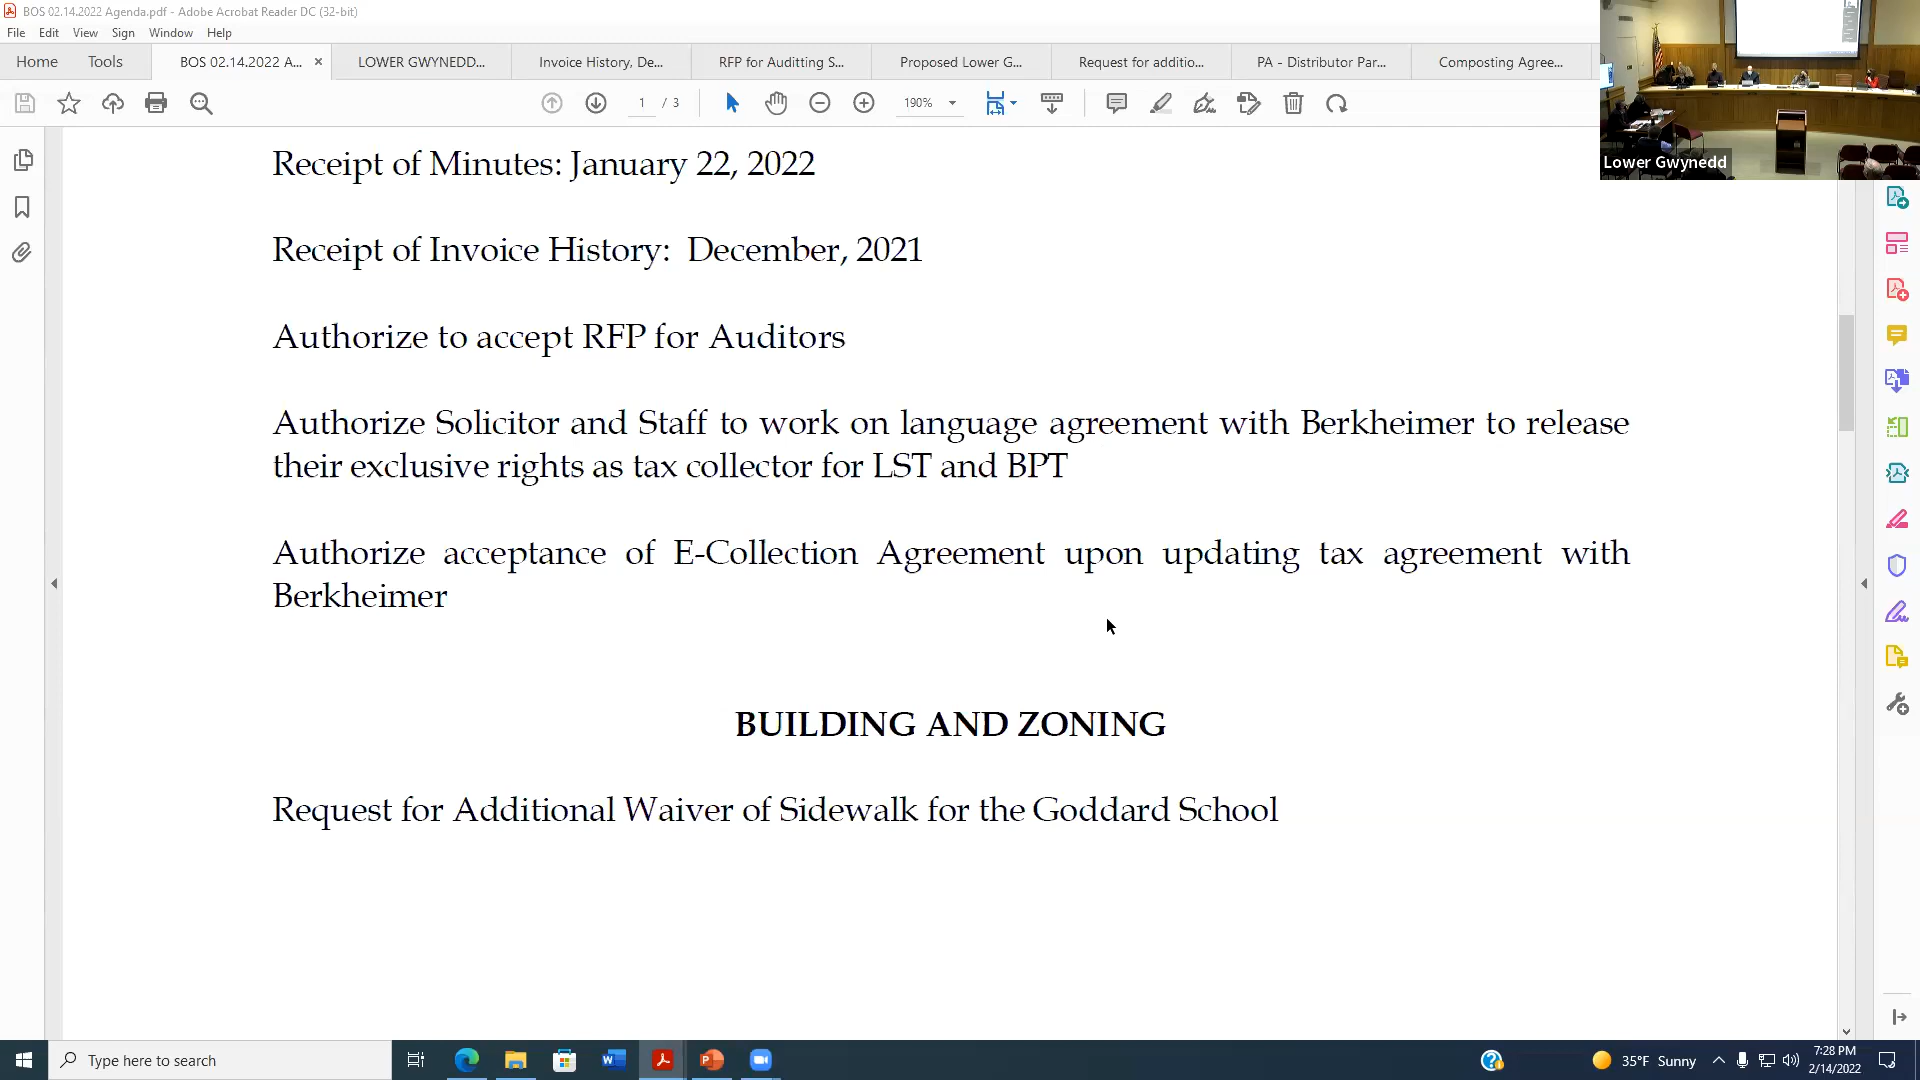 BOS 02.14.2022 Agenda.pdf - Adobe Acrobat Reader DC (32-bit)
File Edit View Sign Window Help
Home Tools BOS 02.14.2022 A... × LOWER GWYNEDD... Invoice History, De... RFP for Auditting S... Proposed Lower G... Request for additio... PA - Distributor Par... Composting Agree...
1 / 3 190%
Lower Gwynedd
Receipt of Minutes: January 22, 2022
Receipt of Invoice History: December, 2021
Authorize to accept RFP for Auditors
Authorize Solicitor and Staff to work on language agreement with Berkheimer to release
their exclusive rights as tax collector for LST and BPT
Authorize acceptance of E-Collection Agreement upon updating tax agreement with
Berkheimer
BUILDING AND ZONING
Request for Additional Waiver of Sidewalk for the Goddard School
Type here to search
35°F Sunny
7:28 PM
2/14/2022